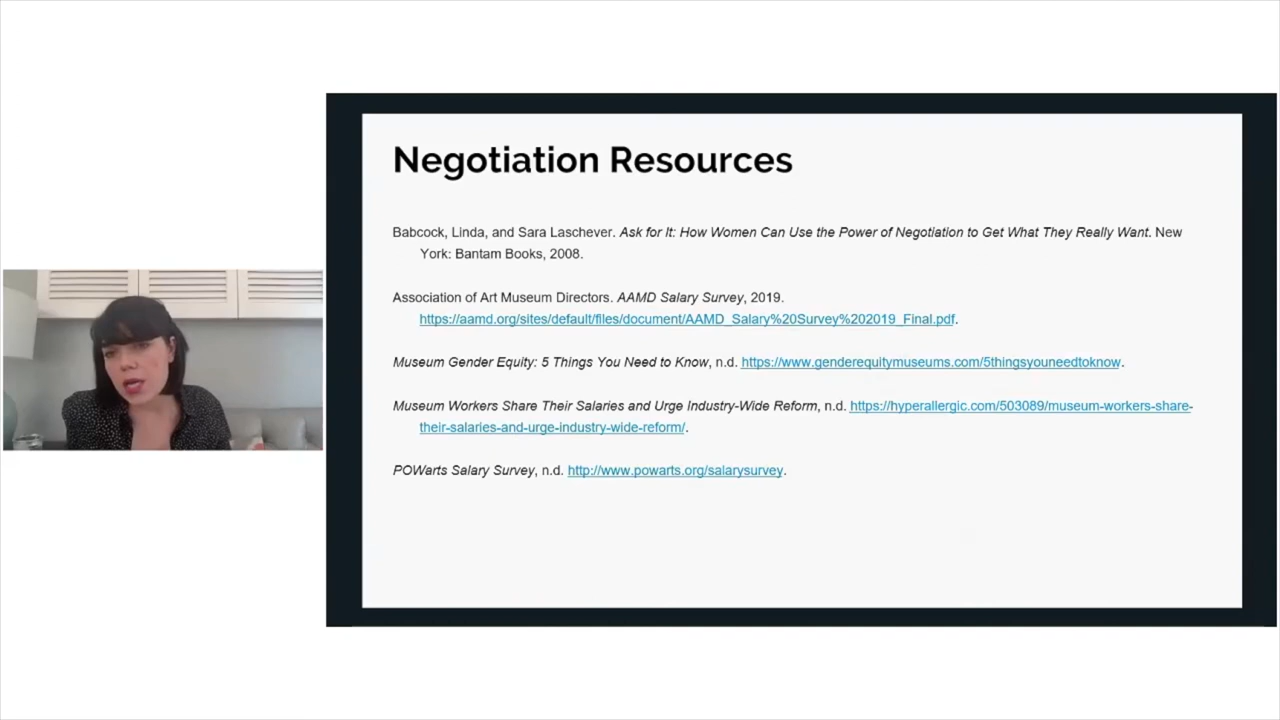 Negotiation Resources
Babcock, Linda, and Sara Laschever. Ask for It: How Women Can Use the Power of Negotiation to Get What They Really Want. New
York: Bantam Books, 2008.
Association of Art Museum Directors. AAMD Salary Survey, 2019.
https://aamd.org/sites/default/files/document/AAMD_Salary%20Survey%202019_Final.pdf.
Museum Gender Equity: 5 Things You Need to Know, n.d. https://www.genderequitymuseums.com/5thingsyouneedtoknow.
Museum Workers Share Their Salaries and Urge Industry-Wide Reform, n.d. https://hyperallergic.com/503089/museum-workers-share-
their-salaries-and-urge-industry-wide-reform/.
POWarts Salary Survey, n.d. http://www.powarts.org/salarysurvey.